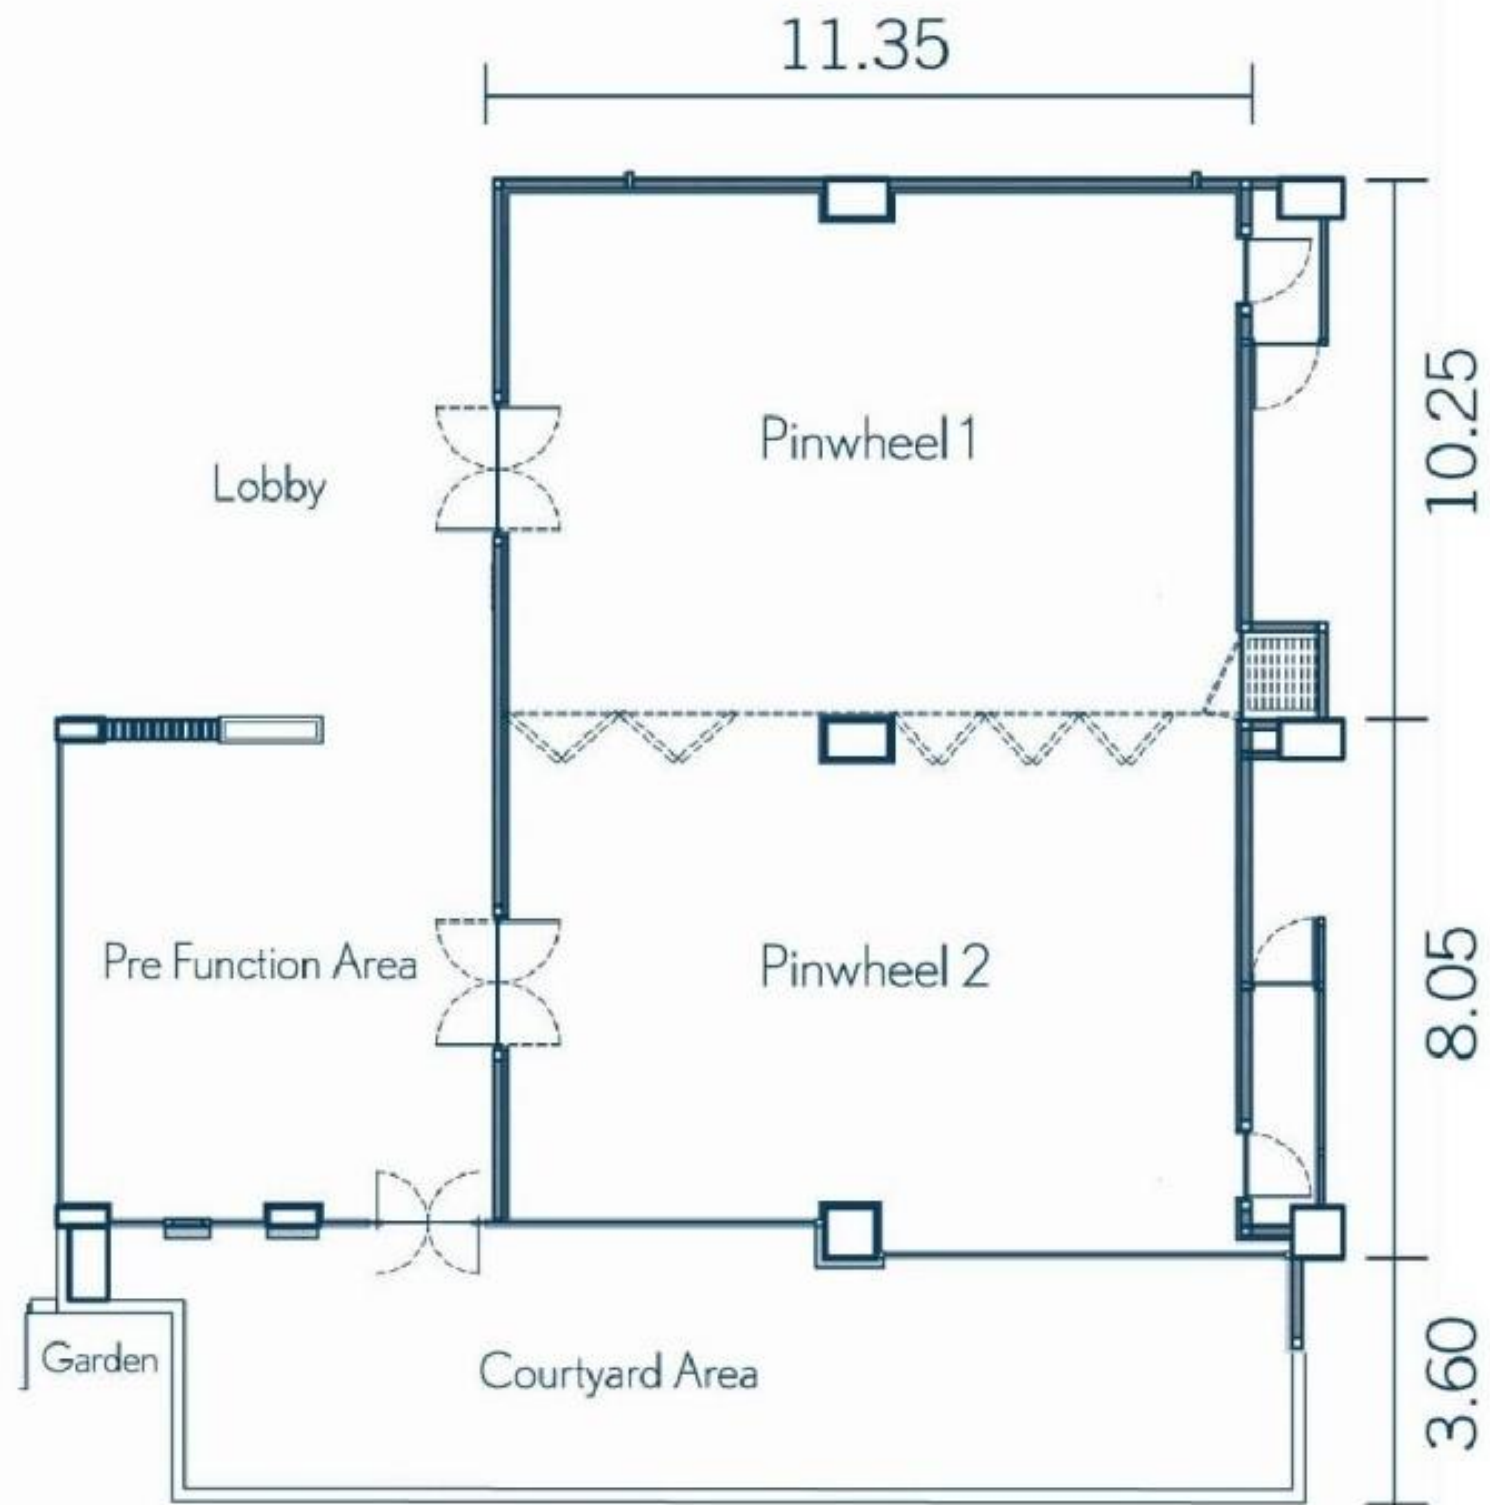 11.35
Pinwheel 1
Lobby
10.25
Pre Function Area
Pinwheel 2
8.05
Garden
Courtyard Area
3.60